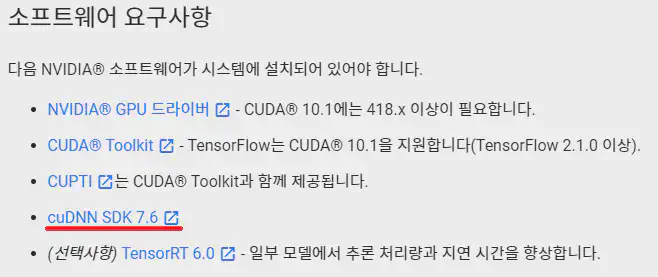 소프트웨어 요구사항
다음 NVIDIA® 소프트웨어가 시스템에 설치되어 있어야 합니다.
• NVIDIA® GPU 드라이버 - CUDA® 10.1에는 418.x 이상이 필요합니다.
• CUDA® Toolkit - TensorFlow는 CUDA® 10.1을 지원합니다(TensorFlow 2.1.0 이상).
• CUPTI는 CUDA® Toolkit과 함께 제공됩니다.
• cuDNN SDK 7.6
• (선택사항) TensorRT 6.0 - 일부 모델에서 추론 처리량과 지연 시간을 향상합니다.